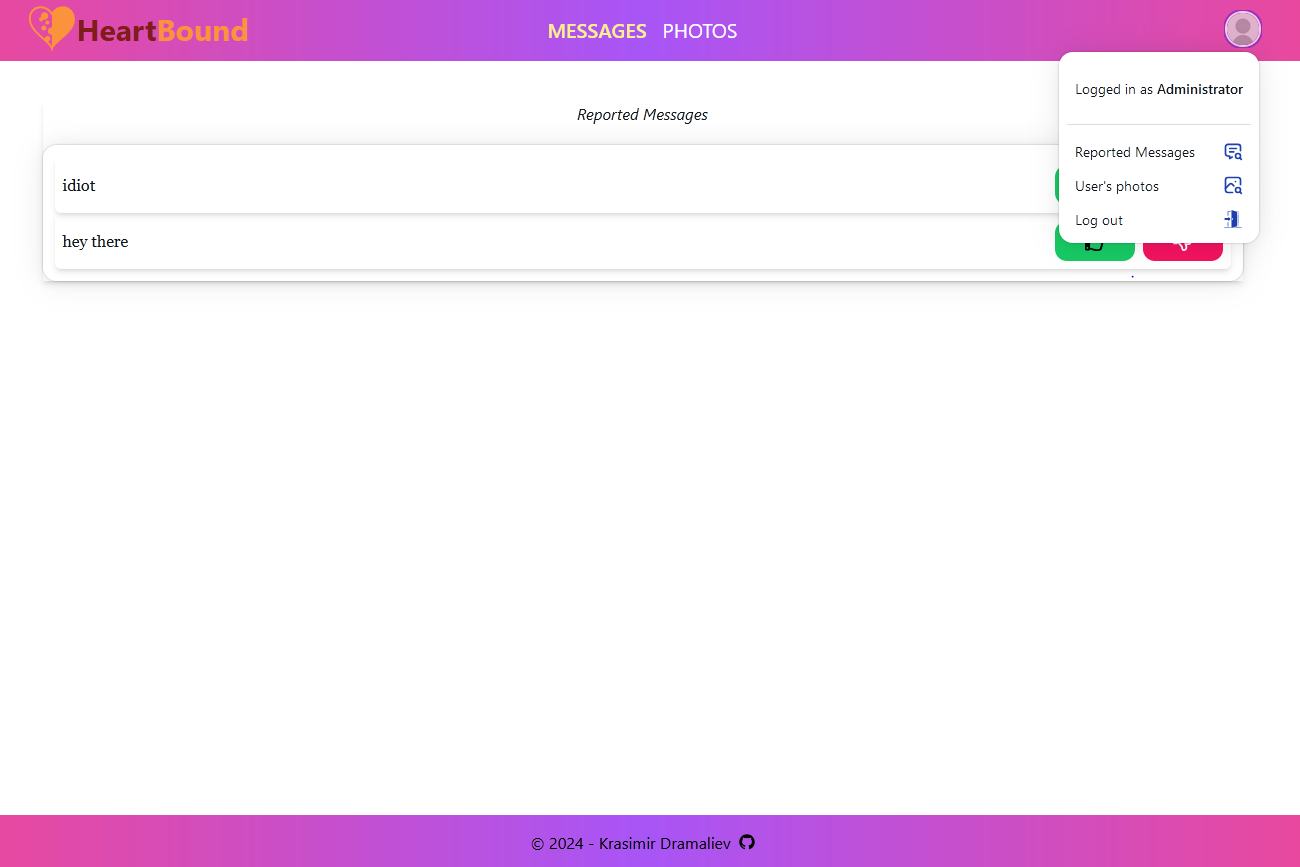 HeartBound
MESSAGES PHOTOS
Logged in as Administrator
Reported Messages
Reported Messages
idiot
User's photos
Log out
hey there
© 2024 - Krasimir Dramaliev